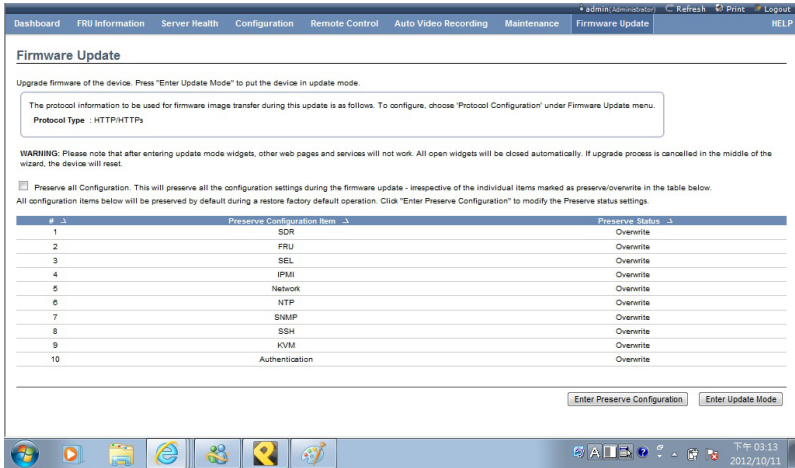 admin(Administrator) Refresh Print Logout
Dashboard FRU Information Server Health Configuration Remote Control Auto Video Recording Maintenance Firmware Update HELP
Firmware Update
Upgrade firmware of the device. Press "Enter Update Mode" to put the device in update mode.
The protocol information to be used for firmware image transfer during this update is as follows. To configure, choose 'Protocol Configuration' under Firmware Update menu.
Protocol Type : HTTP/HTTPs
WARNING: Please note that after entering update mode widgets, other web pages and services will not work. All open widgets will be closed automatically. If upgrade process is cancelled in the middle of the
wizard, the device will reset.
Preserve all Configuration. This will preserve all the configuration settings during the firmware update - irrespective of the individual items marked as preserve/overwrite in the table below.
All configuration items below will be preserved by default during a restore factory default operation. Click "Enter Preserve Configuration" to modify the Preserve status settings.
# Preserve Configuration Item Preserve Status
1 SDR Overwrite
2 FRU Overwrite
3 SEL Overwrite
4 IPMI Overwrite
5 Network Overwrite
6 NTP Overwrite
7 SNMP Overwrite
8 SSH Overwrite
9 KVM Overwrite
10 Authentication Overwrite
Enter Preserve Configuration Enter Update Mode
A 下午 03:13
2012/10/11